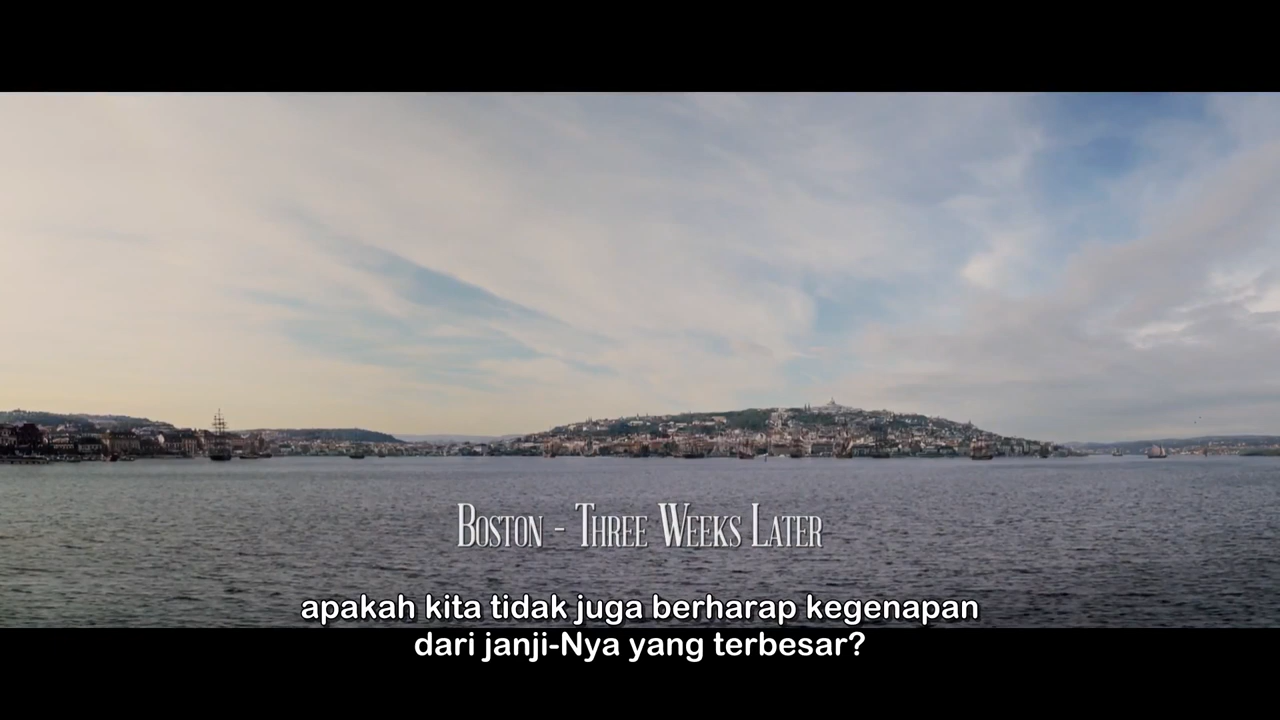 Boston - Three Weeks Later
apakah kita tidak juga berharap kegenapan
dari janji-Nya yang terbesar?